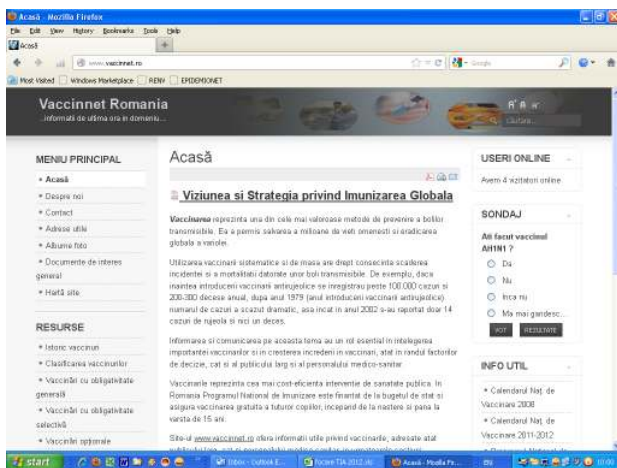 Acasă - Mozilla Firefox
File Edit View History Bookmarks Tools Help
Acasă
www.vaccinnet.ro
Google
Most Visited Windows Marketplace RENV EPIDEMIONET
Vaccinnet Romania
...informatii de ultima ora in domeniu...
Căutare...
MENIU PRINCIPAL
Acasă
Despre noi
Contact
Adrese utile
Albume foto
Documente de interes
general
Hartă site
RESURSE
Istoric vaccinuri
Clasificarea vaccinurilor
Vaccinări cu obligativitate
generală
Vaccinări cu obligativitate
selectivă
Vaccinări opționale
Acasă
Viziunea si Strategia privind Imunizarea Globala
Vaccinarea reprezinta una din cele mai valoroase metode de prevenire a bolilor
transmisibile. Ea a permis salvarea a milioane de vieti omenesti si eradicarea
globala a variolei.
Utilizarea vaccinarii sistematice si de masa are drept consecinta scaderea
incidentei si a mortalitatii datorate unor boli transmisibile. De exemplu, daca
inaintea introducerii vaccinarii antirujeolice se inregistrau peste 100.000 cazuri si
200-300 decese anual, dupa anul 1979 (anul introducerii vaccinarii antirujeolice)
numarul de cazuri a scazut dramatic, asa incat in anul 2002 s-au raportat doar 14
cazuri de rujeola si nici un deces.
Informarea si comunicarea pe aceasta tema au un rol esential in intelegerea
importantei vaccinarilor si in cresterea increderii in vaccinari, atat in randul factorilor
de decizie, cat si al publicului larg si al personalului medico-sanitar.
Vaccinarile reprezinta cea mai cost-eficienta interventie de sanatate publica. In
Romania Programul National de Imunizare este finantat de la bugetul de stat si
asigura vaccinarea gratuita a tuturor copiilor, incepand de la nastere si pana la
varsta de 15 ani.
Site-ul www.vaccinnet.ro ofera informatii utile privind vaccinarile, adresate atat
USERI ONLINE
Avem 4 vizitatori online
SONDAJ
Ati facut vaccinul
AH1N1 ?
Da
Nu
Inca nu
Ma mai gandesc...
VOT REZULTATE
INFO UTIL
Calendarul Naț. de
Vaccinare 2008
Calendarul Naț. de
Vaccinare 2011-2012
start
Inbox - Outlook E...
Acasă - Mozilla Fir...
EN
10:00